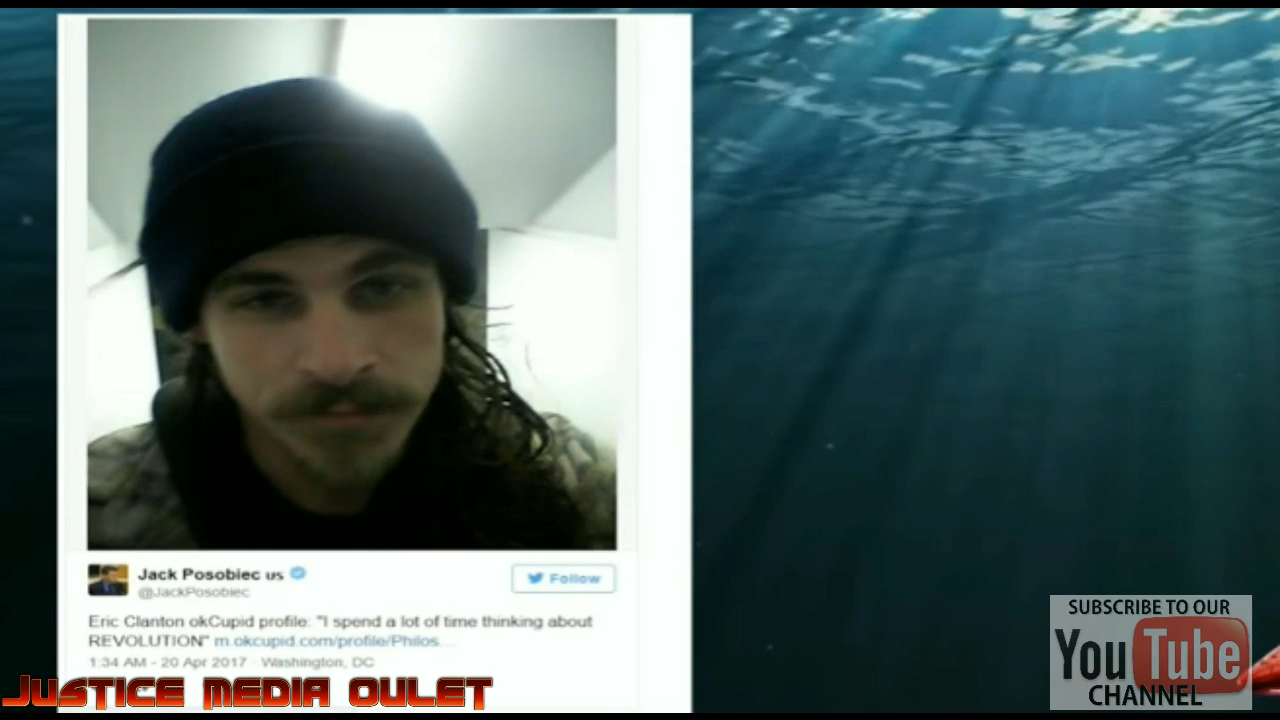 Jack Posobiec us
@JackPosobiec
Follow
Eric Clanton okCupid profile: "I spend a lot of time thinking about
REVOLUTION" m.okcupid.com/profile/Philos...
1:34 AM - 20 Apr 2017 · Washington, DC
JUSTICE MEDIA OULET
SUBSCRIBE TO OUR
YouTube
CHANNEL